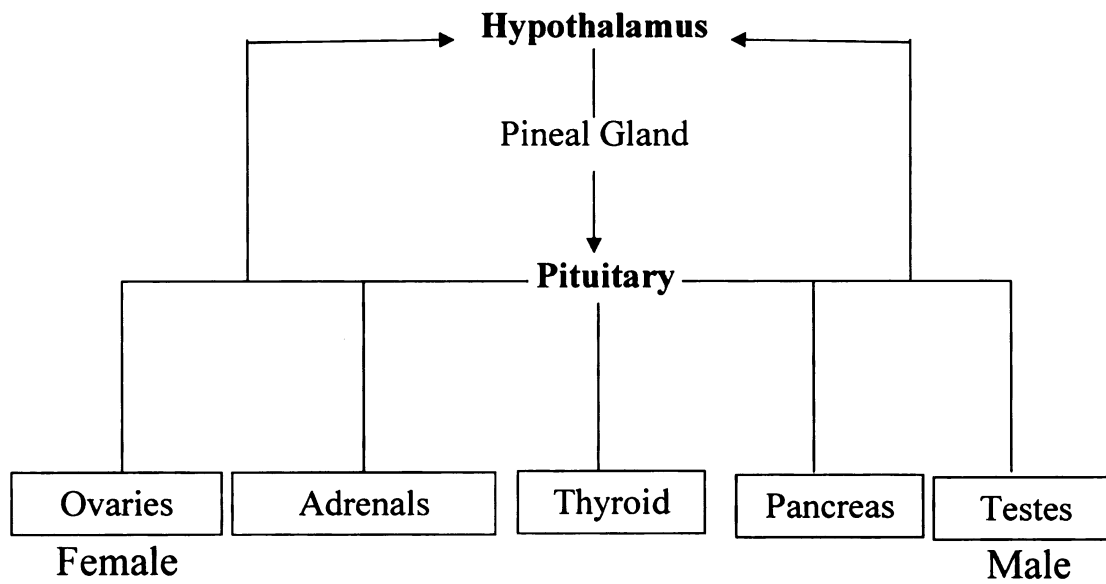 Hypothalamus
Pineal Gland
Pituitary
Ovaries Adrenals Thyroid Pancreas Testes
Female Male